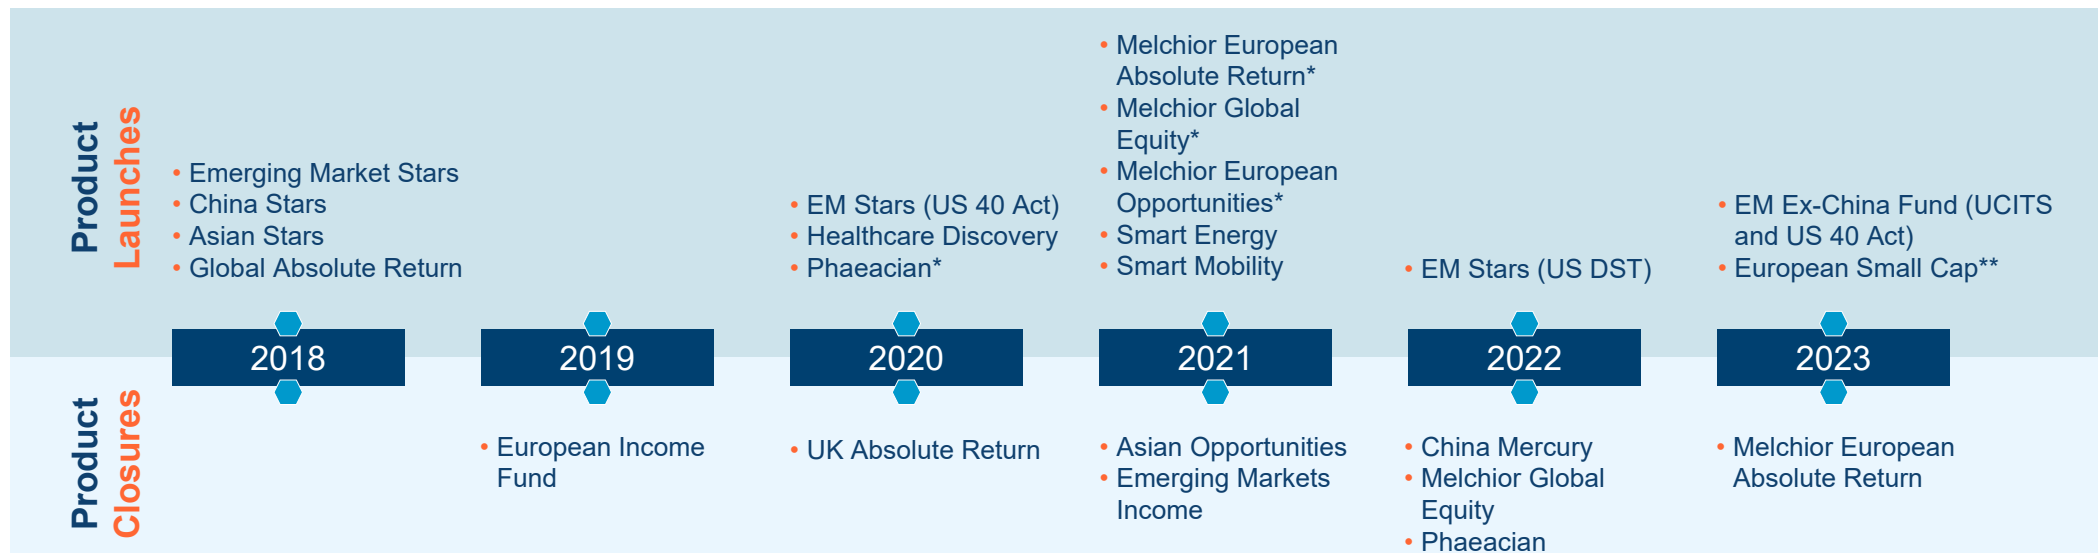 Product
Launches
• Emerging Market Stars
• China Stars
• Asian Stars
• Global Absolute Return
• EM Stars (US 40 Act)
• Healthcare Discovery
• Phaeacian*
• Melchior European
Absolute Return*
• Melchior Global
Equity*
• Melchior European
Opportunities*
• Smart Energy
• Smart Mobility
• EM Stars (US DST)
• EM Ex-China Fund (UCITS
and US 40 Act)
• European Small Cap**
2018
2019
2020
2021
2022
2023
Product
Closures
• European Income
Fund
• UK Absolute Return
• Asian Opportunities
• Emerging Markets
Income
• China Mercury
• Melchior Global
Equity
• Phaeacian
• Melchior European
Absolute Return